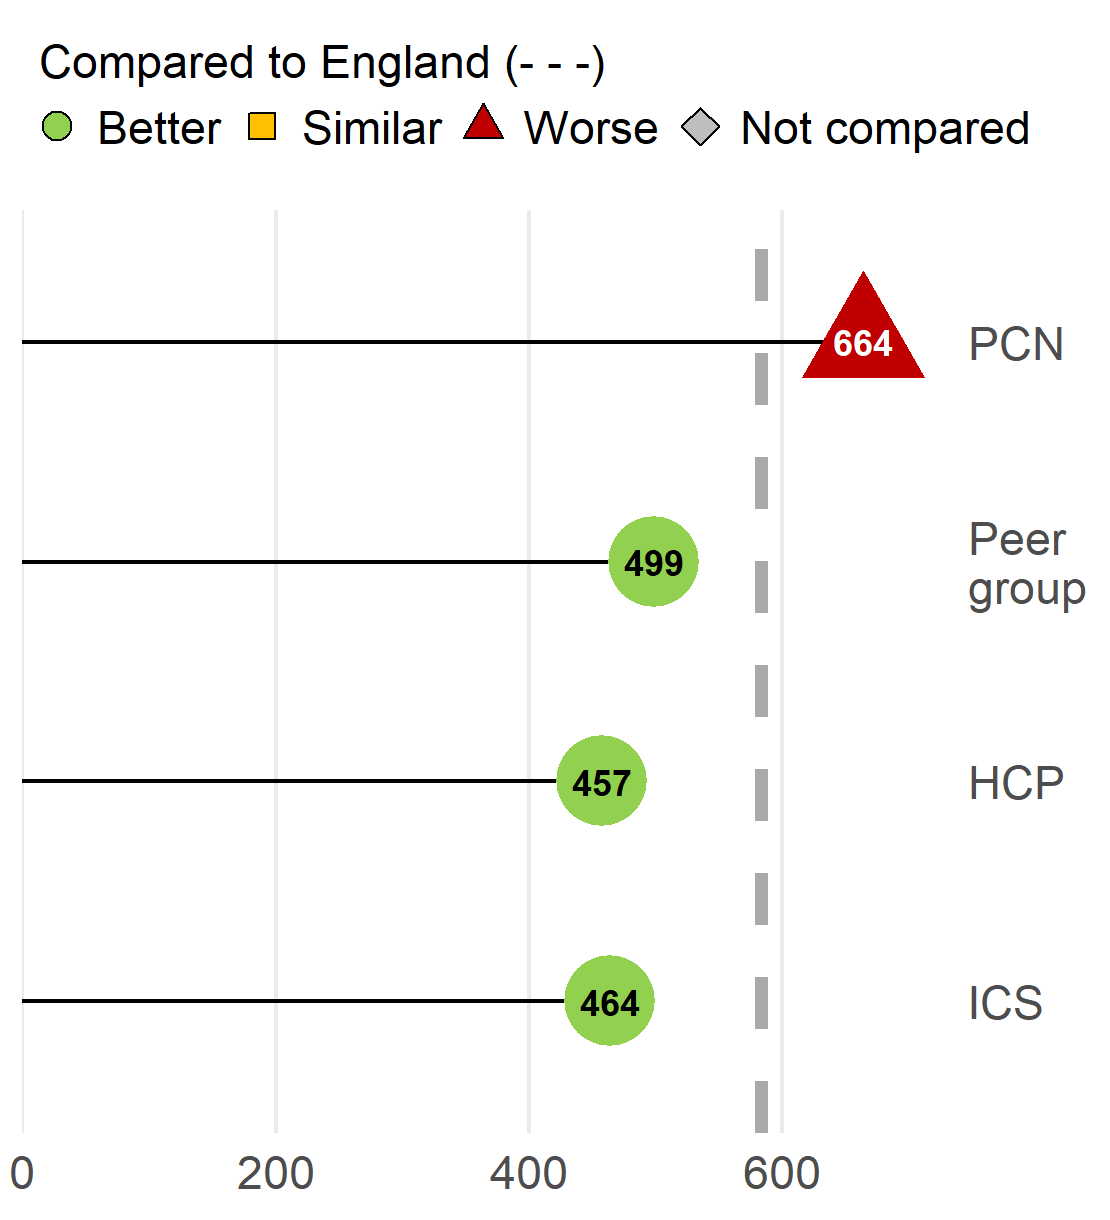 Compared to England (- - -)
Better Similar Worse Not compared
664 PCN
499 Peer
group
457 HCP
464 ICS
0 200 400 600